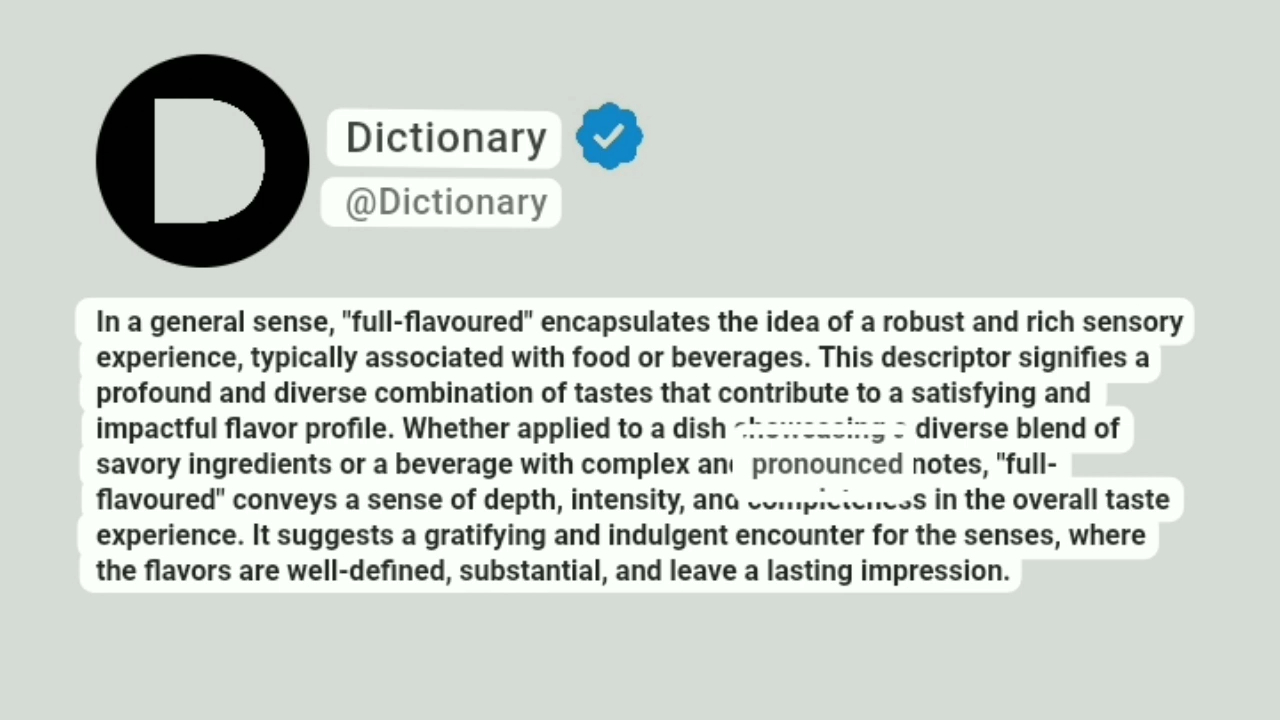 D
Dictionary
@Dictionary
In a general sense, "full-flavoured" encapsulates the idea of a robust and rich sensory
experience, typically associated with food or beverages. This descriptor signifies a
profound and diverse combination of tastes that contribute to a satisfying and
impactful flavor profile. Whether applied to a dish showcasing a diverse blend of
savory ingredients or a beverage with complex and pronounced notes, "full-
flavoured" conveys a sense of depth, intensity, and completeness in the overall taste
experience. It suggests a gratifying and indulgent encounter for the senses, where
the flavors are well-defined, substantial, and leave a lasting impression.